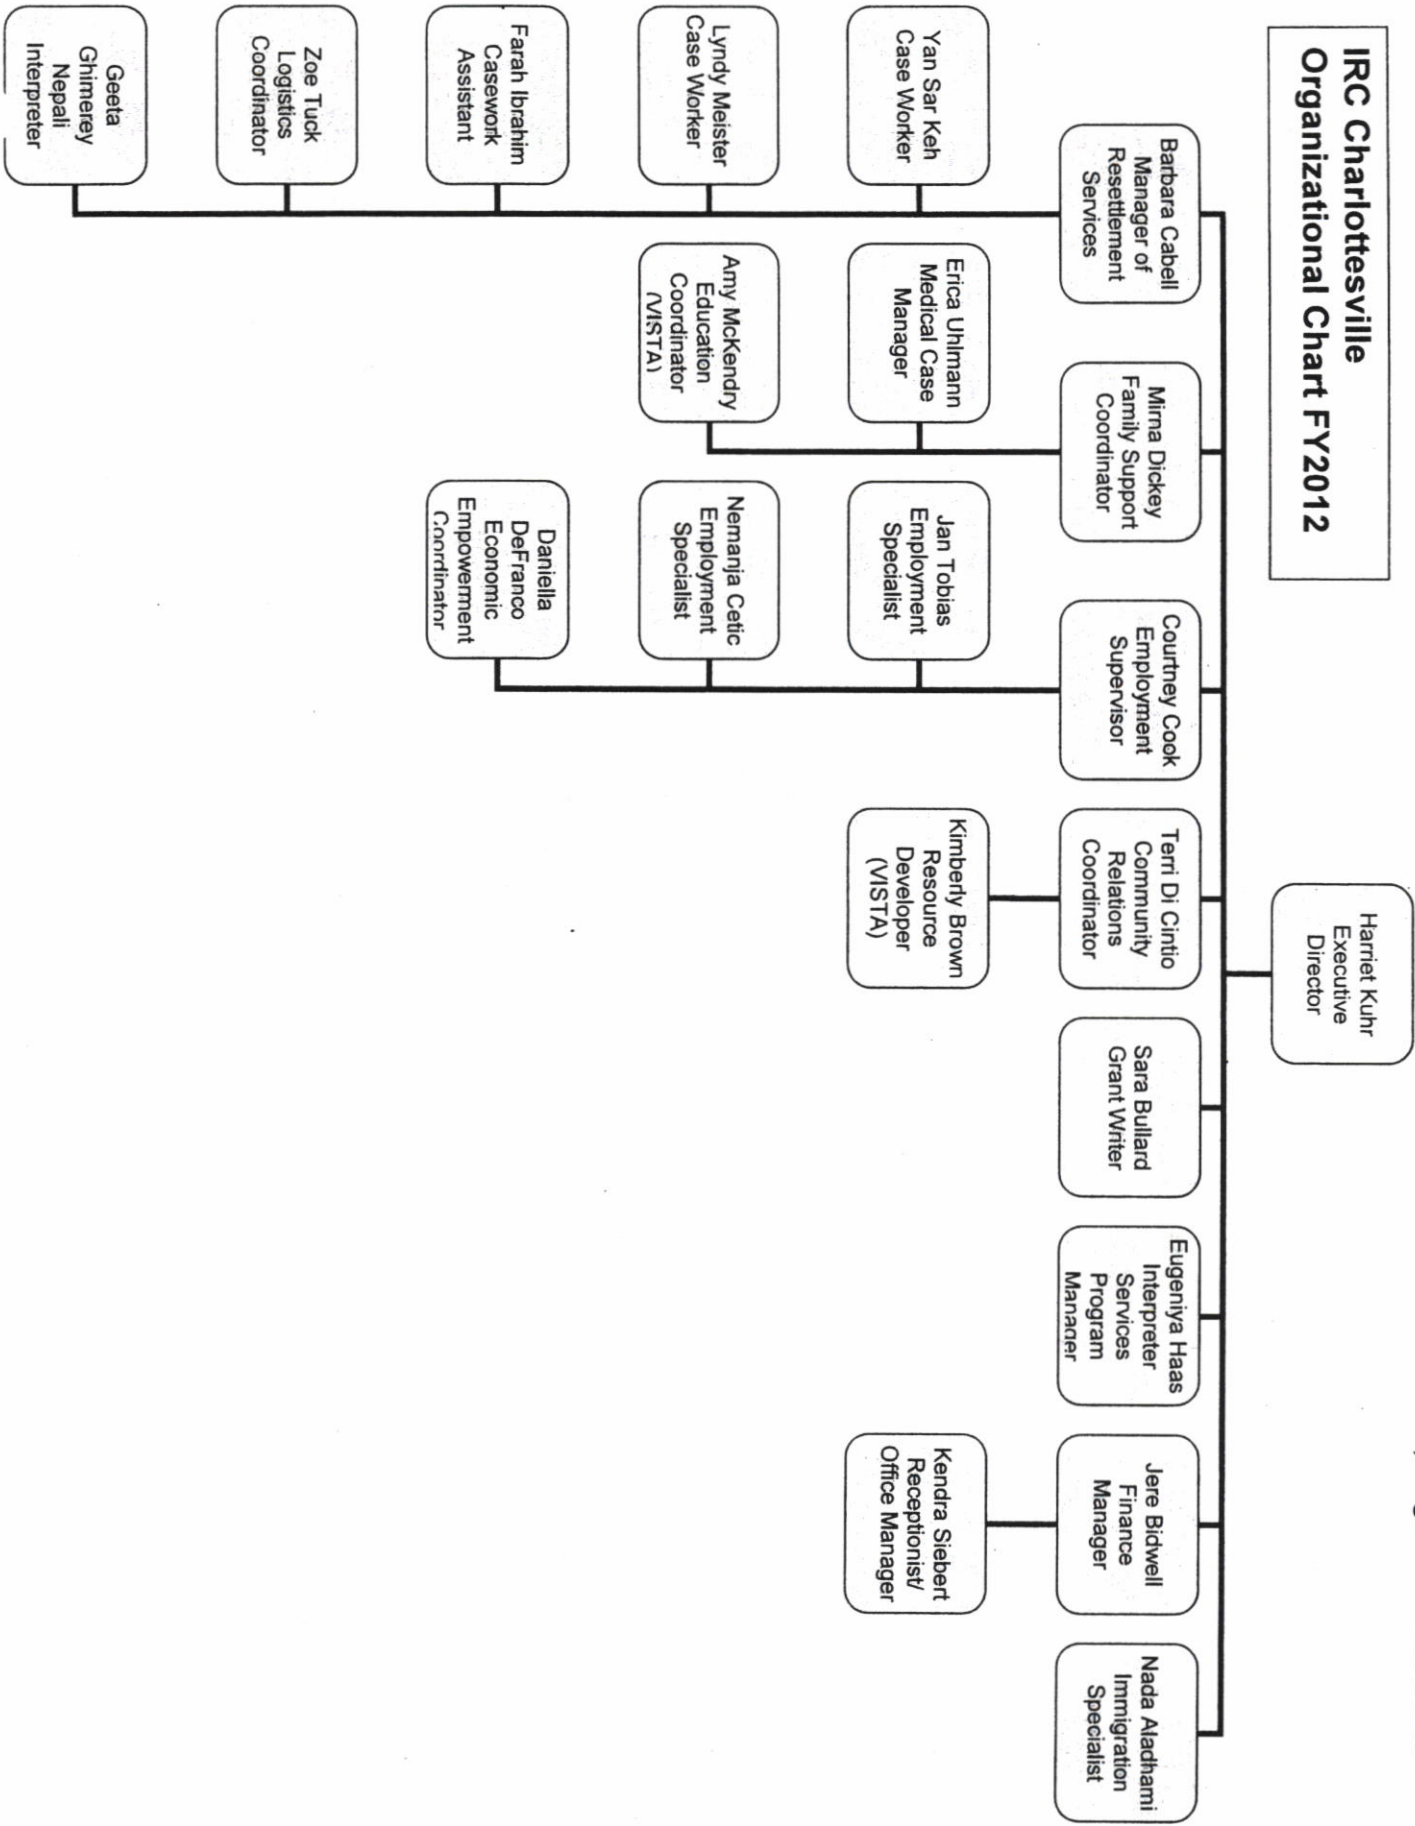 IRC Charlottesville
Organizational Chart FY2012
Harriet Kuhr
Executive
Director
Barbara Cabell
Manager of
Resettlement
Services
Mirna Dickey
Family Support
Coordinator
Courtney Cook
Employment
Supervisor
Terri Di Cintio
Community
Relations
Coordinator
Sara Bullard
Grant Writer
Eugeniya Haas
Interpreter
Services
Program
Manager
Jere Bidwell
Finance
Manager
Nada Aladhami
Immigration
Specialist
Yan Sar Keh
Case Worker
Erica Uhlmann
Medical Case
Manager
Jan Tobias
Employment
Specialist
Kimberly Brown
Resource
Developer
(VISTA)
Kendra Siebert
Receptionist/
Office Manager
Lyndy Meister
Case Worker
Amy McKendry
Education
Coordinator
(VISTA)
Nemanja Cetic
Employment
Specialist
Farah Ibrahim
Casework
Assistant
Daniella
DeFranco
Economic
Empowerment
Coordinator
Zoe Tuck
Logistics
Coordinator
Geeta
Ghimerey
Nepali
Interpreter